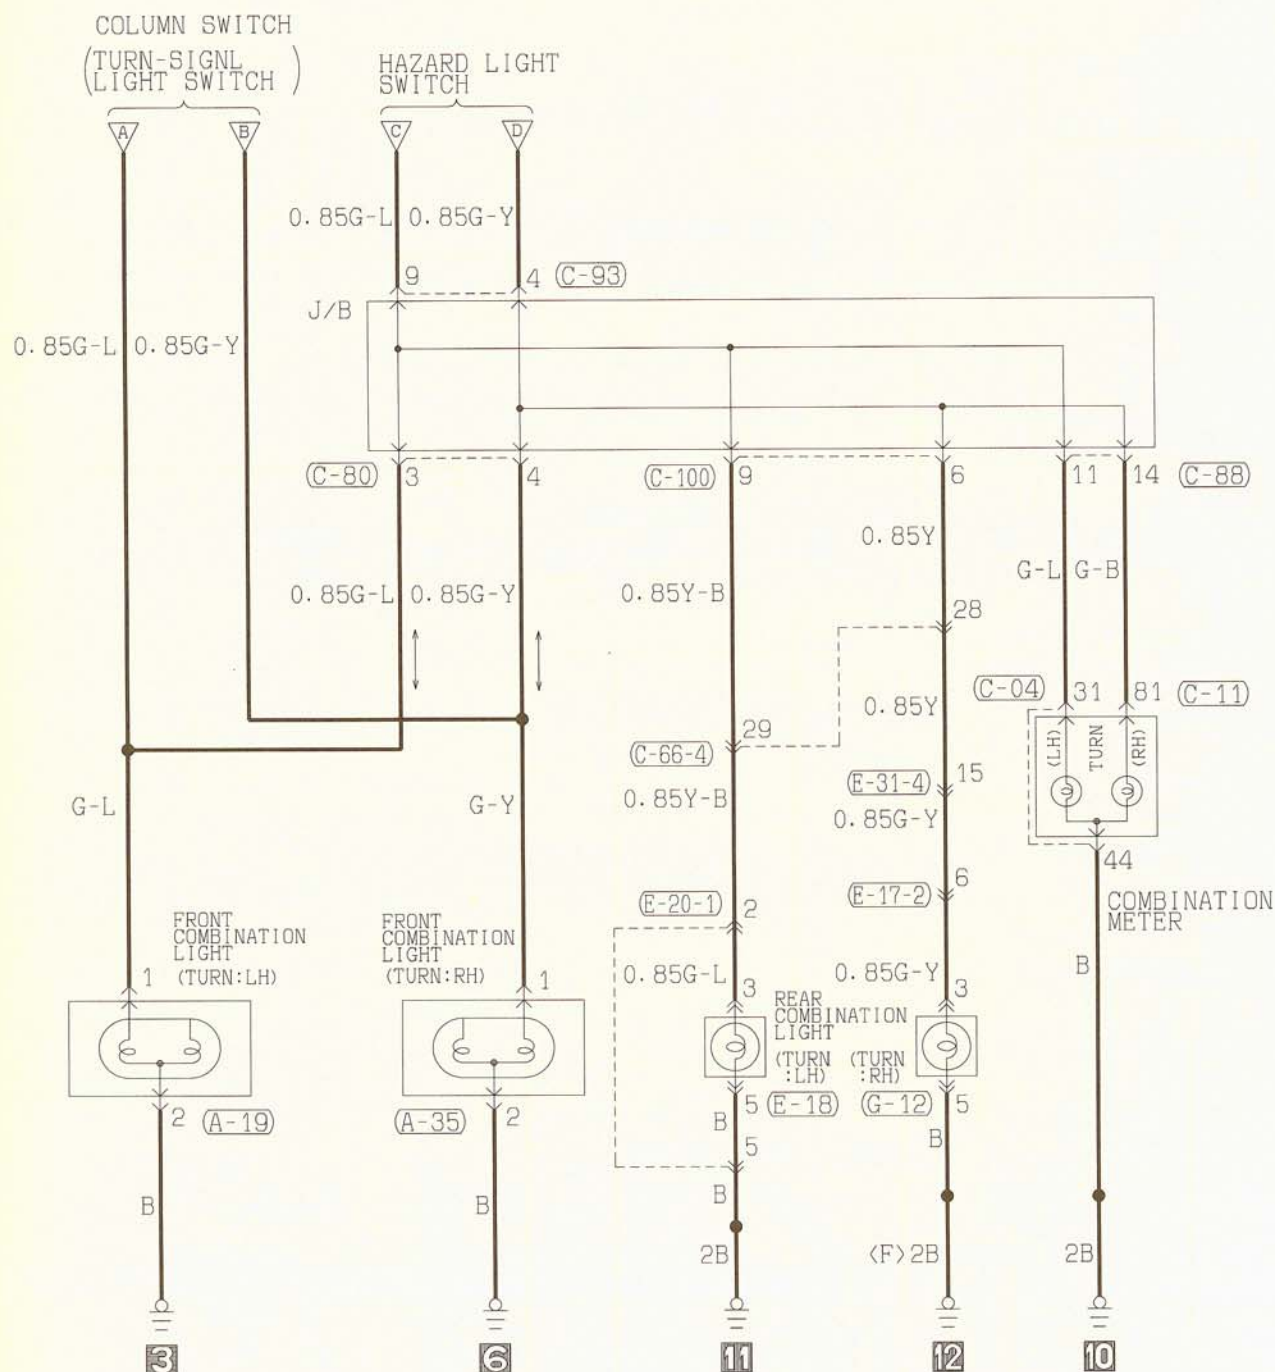 COLUMN SWITCH
(TURN-SIGNL
LIGHT SWITCH )
HAZARD LIGHT
SWITCH
A
B
C
D
0.85G-L
0.85G-Y
9
4
C-93
J/B
0.85G-L
0.85G-Y
C-80
3
4
C-100
9
6
11
14
C-88
0.85Y
G-L
G-B
0.85G-L
0.85G-Y
0.85Y-B
28
C-04
31
81
C-11
0.85Y
29
C-66-4
(LH)
TURN
(RH)
E-31-4
15
G-L
G-Y
0.85Y-B
0.85G-Y
44
E-20-1
2
E-17-2
6
COMBINATION
METER
FRONT
COMBINATION
LIGHT
(TURN:LH)
FRONT
COMBINATION
LIGHT
(TURN:RH)
B
1
1
0.85G-L
3
0.85G-Y
3
REAR
COMBINATION
LIGHT
(TURN
:LH)
(TURN
:RH)
2
A-19
A-35
2
5
E-18
G-12
5
B
B
5
B
B
B
2B
<F>2B
2B
3
6
11
12
10